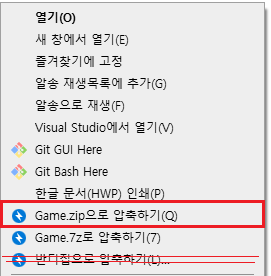 열기(O)
새 창에서 열기(E)
즐겨찾기에 고정
알송 재생목록에 추가(G)
알송으로 재생(F)
Visual Studio에서 열기(V)
Git GUI Here
Git Bash Here
한글 문서(HWP) 인쇄(P)
Game.zip으로 압축하기(Q)
Game.7z로 압축하기(7)
반디집으로 압축하기(L)...